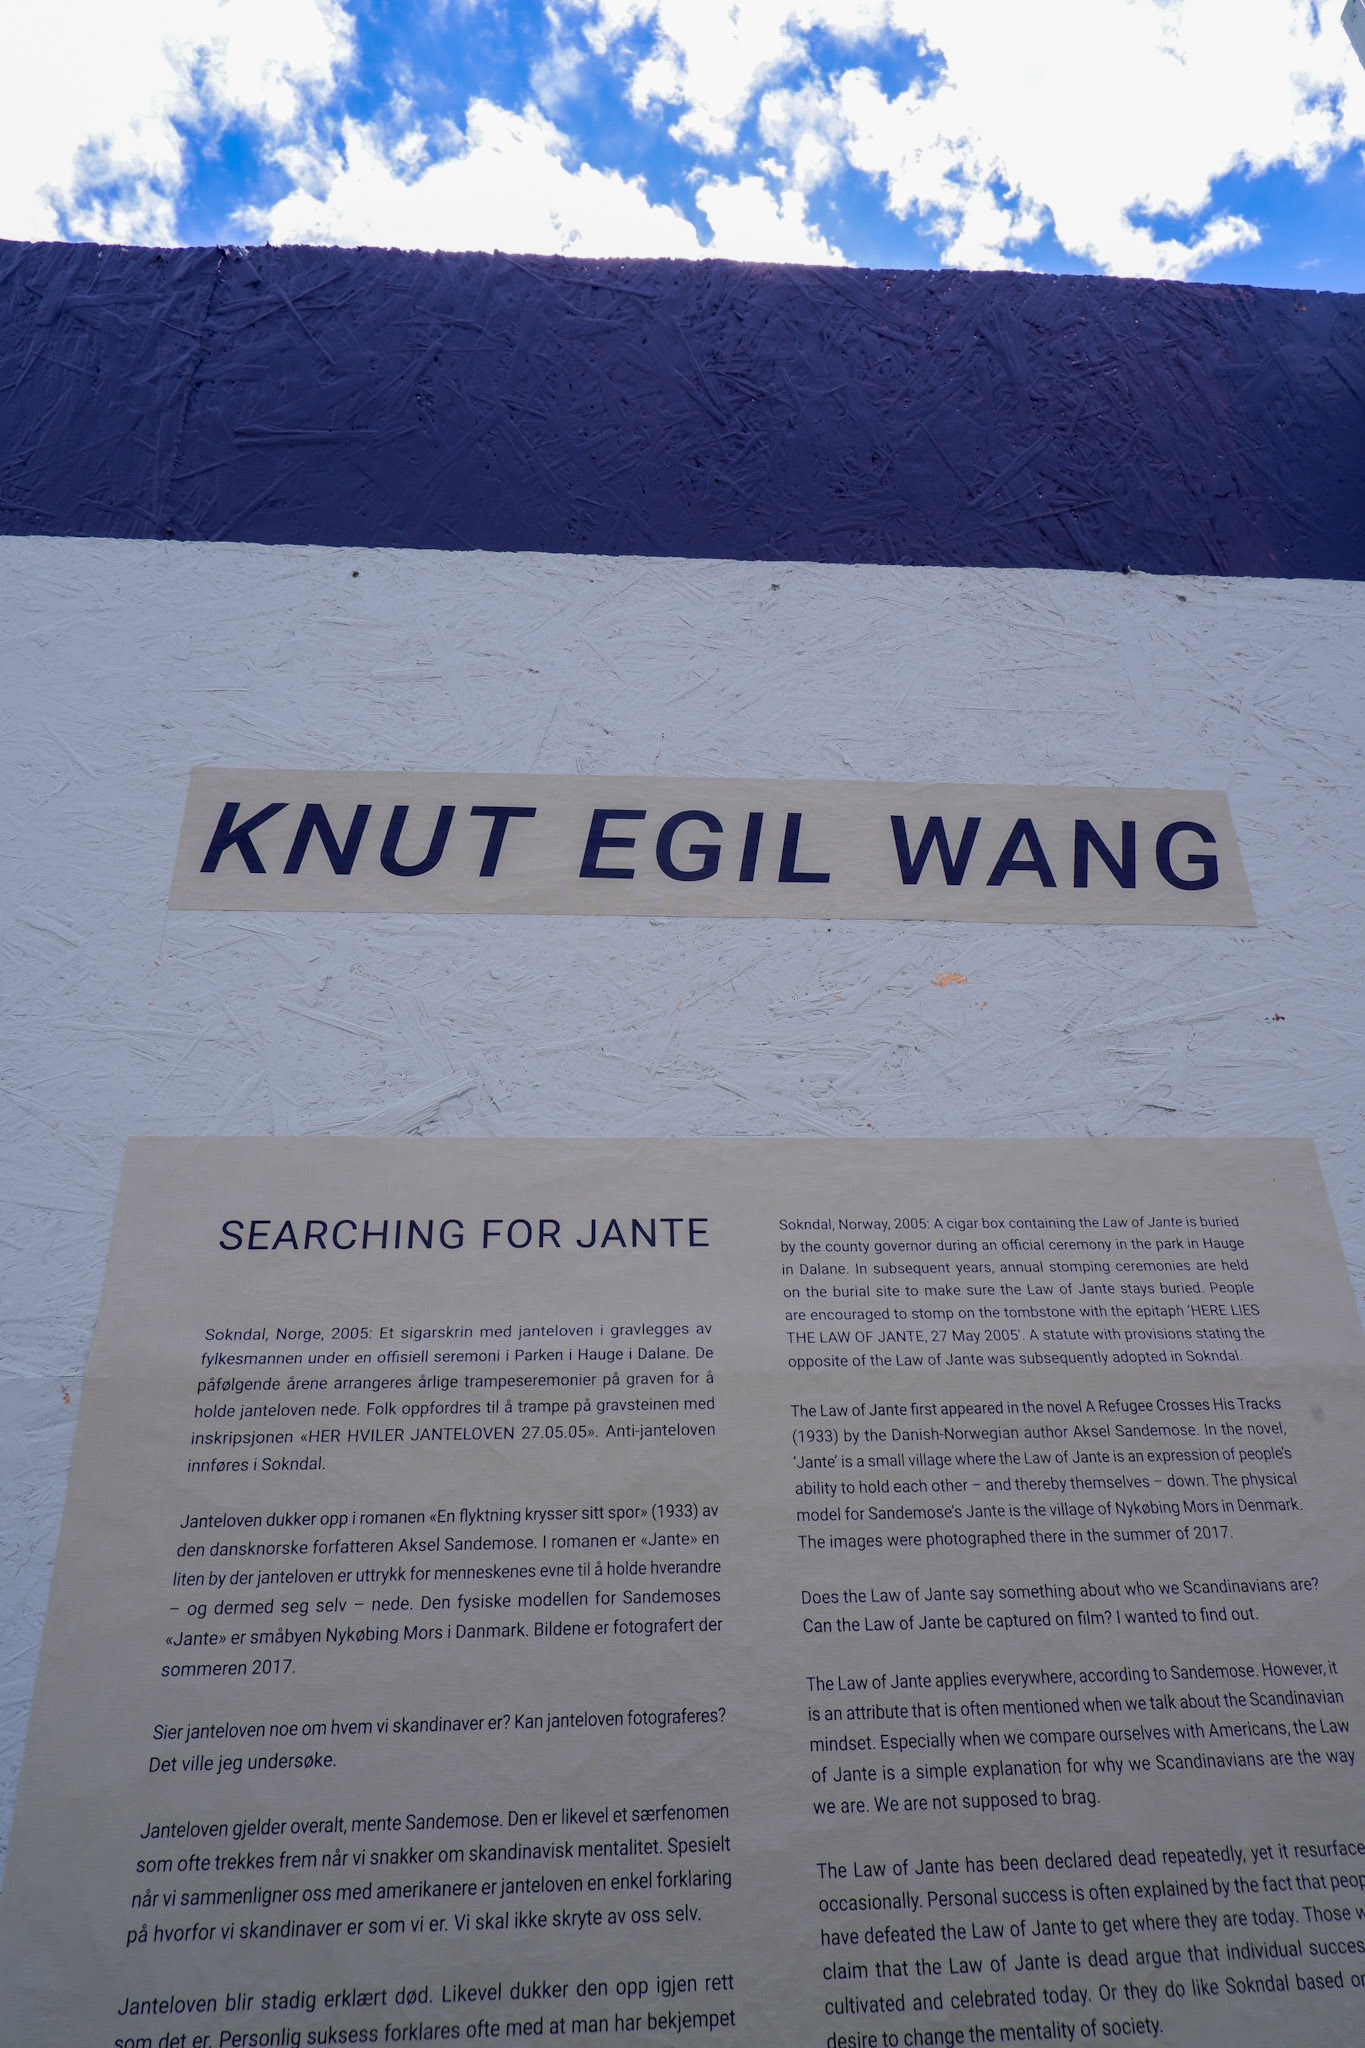 KNUT EGIL WANG
SEARCHING FOR JANTE
Sokndal, Norge, 2005: Et sigarskrin med janteloven i gravlegges av
fylkesmannen under en offisiell seremoni i Parken i Hauge i Dalane. De
påfølgende årene arrangeres årlige trampeseremonier på graven for å
holde janteloven nede. Folk oppfordres til å trampe på gravsteinen med
inskripsjonen «HER HVILER JANTELOVEN 27.05.05». Anti-janteloven
innføres i Sokndal.
Janteloven dukker opp i romanen «En flyktning krysser sitt spor» (1933) av
den dansknorske forfatteren Aksel Sandemose. I romanen er «Jante» en
liten by der janteloven er uttrykk for menneskenes evne til å holde hverandre
– og dermed seg selv – nede. Den fysiske modellen for Sandemoses
«Jante» er småbyen Nykøbing Mors i Danmark. Bildene er fotografert der
sommeren 2017.
Sier janteloven noe om hvem vi skandinaver er? Kan janteloven fotograferes?
Det ville jeg undersøke.
Janteloven gjelder overalt, mente Sandemose. Den er likevel et særfenomen
som ofte trekkes frem når vi snakker om skandinavisk mentalitet. Spesielt
når vi sammenligner oss med amerikanere er janteloven en enkel forklaring
på hvorfor vi skandinaver er som vi er. Vi skal ikke skryte av oss selv.
Janteloven blir stadig erklært død. Likevel dukker den opp igjen rett
som det er. Personlig suksess forklares ofte med at man har bekjempet
Sokndal, Norway, 2005: A cigar box containing the Law of Jante is buried
by the county governor during an official ceremony in the park in Hauge
in Dalane. In subsequent years, annual stomping ceremonies are held
on the burial site to make sure the Law of Jante stays buried. People
are encouraged to stomp on the tombstone with the epitaph ‘HERE LIES
THE LAW OF JANTE, 27 May 2005’. A statute with provisions stating the
opposite of the Law of Jante was subsequently adopted in Sokndal.
The Law of Jante first appeared in the novel A Refugee Crosses His Tracks
(1933) by the Danish-Norwegian author Aksel Sandemose. In the novel,
‘Jante’ is a small village where the Law of Jante is an expression of people’s
ability to hold each other – and thereby themselves – down. The physical
model for Sandemose’s Jante is the village of Nykøbing Mors in Denmark.
The images were photographed there in the summer of 2017.
Does the Law of Jante say something about who we Scandinavians are?
Can the Law of Jante be captured on film? I wanted to find out.
The Law of Jante applies everywhere, according to Sandemose. However, it
is an attribute that is often mentioned when we talk about the Scandinavian
mindset. Especially when we compare ourselves with Americans, the Law
of Jante is a simple explanation for why we Scandinavians are the way
we are. We are not supposed to brag.
The Law of Jante has been declared dead repeatedly, yet it resurface
occasionally. Personal success is often explained by the fact that peop
have defeated the Law of Jante to get where they are today. Those w
claim that the Law of Jante is dead argue that individual succes
cultivated and celebrated today. Or they do like Sokndal based o
desire to change the mentality of society.